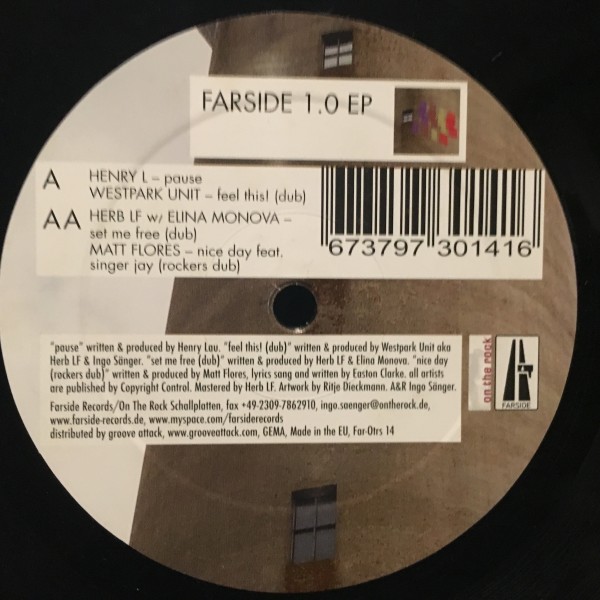 FARSIDE 1.0 EP
A
HENRY L – pause
WESTPARK UNIT – feel this! (dub)
AA
HERB LF w/ ELINA MONOVA –
set me free (dub)
MATT FLORES – nice day feat.
singer jay (rockers dub)
673797 301416
"pause" written & produced by Henry Lau. "feel this! (dub)" written & produced by Westpark Unit aka
Herb LF & Ingo Sänger. "set me free (dub)" written & produced by Herb LF & Elina Monova. "nice day
(rockers dub)" written & produced by Matt Flores, lyrics sang and written by Easton Clarke. all artists
are published by Copyright Control. Mastered by Herb LF. Artwork by Ritje Dieckmann. A&R Ingo Sänger.
Farside Records/On The Rock Schallplatten, fax +49-2309-7862910, ingo.saenger@ontherock.de,
www.farside-records.de, www.myspace.com/farsiderecords
distributed by groove attack, www.grooveattack.com, GEMA, Made in the EU, Far-Otrs 14
on the rock
FARSIDE